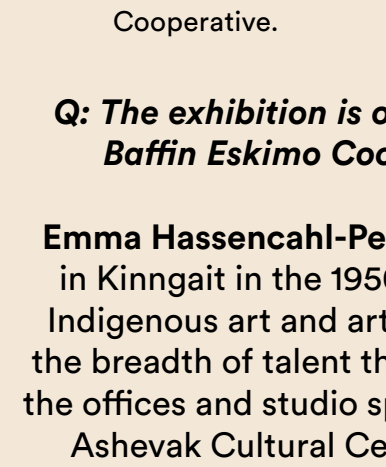 Cooperative.
Q: The exhibition is
Baffin Eskimo
Emma Hassencahl-
in Kinngait in the
Indigenous art and
the breadth of talent
the offices and studio
Ashevak Cultural